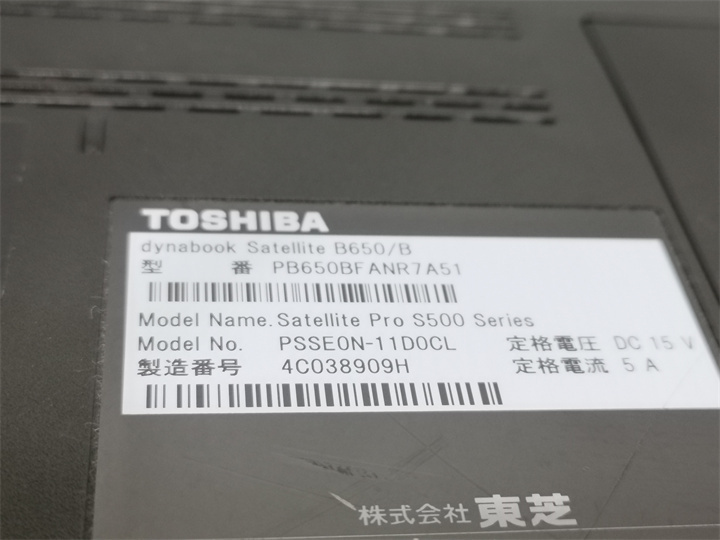 TOSHIBA
dynabook Satellite B650/B
型 番 PB650BFANR7A51
Model Name. Satellite Pro S500 Series
Model No. PSSE0N-11D0CL 定格電圧 DC 15 V
製造番号 4C038909H 定格電流 5 A
株式会社 東芝